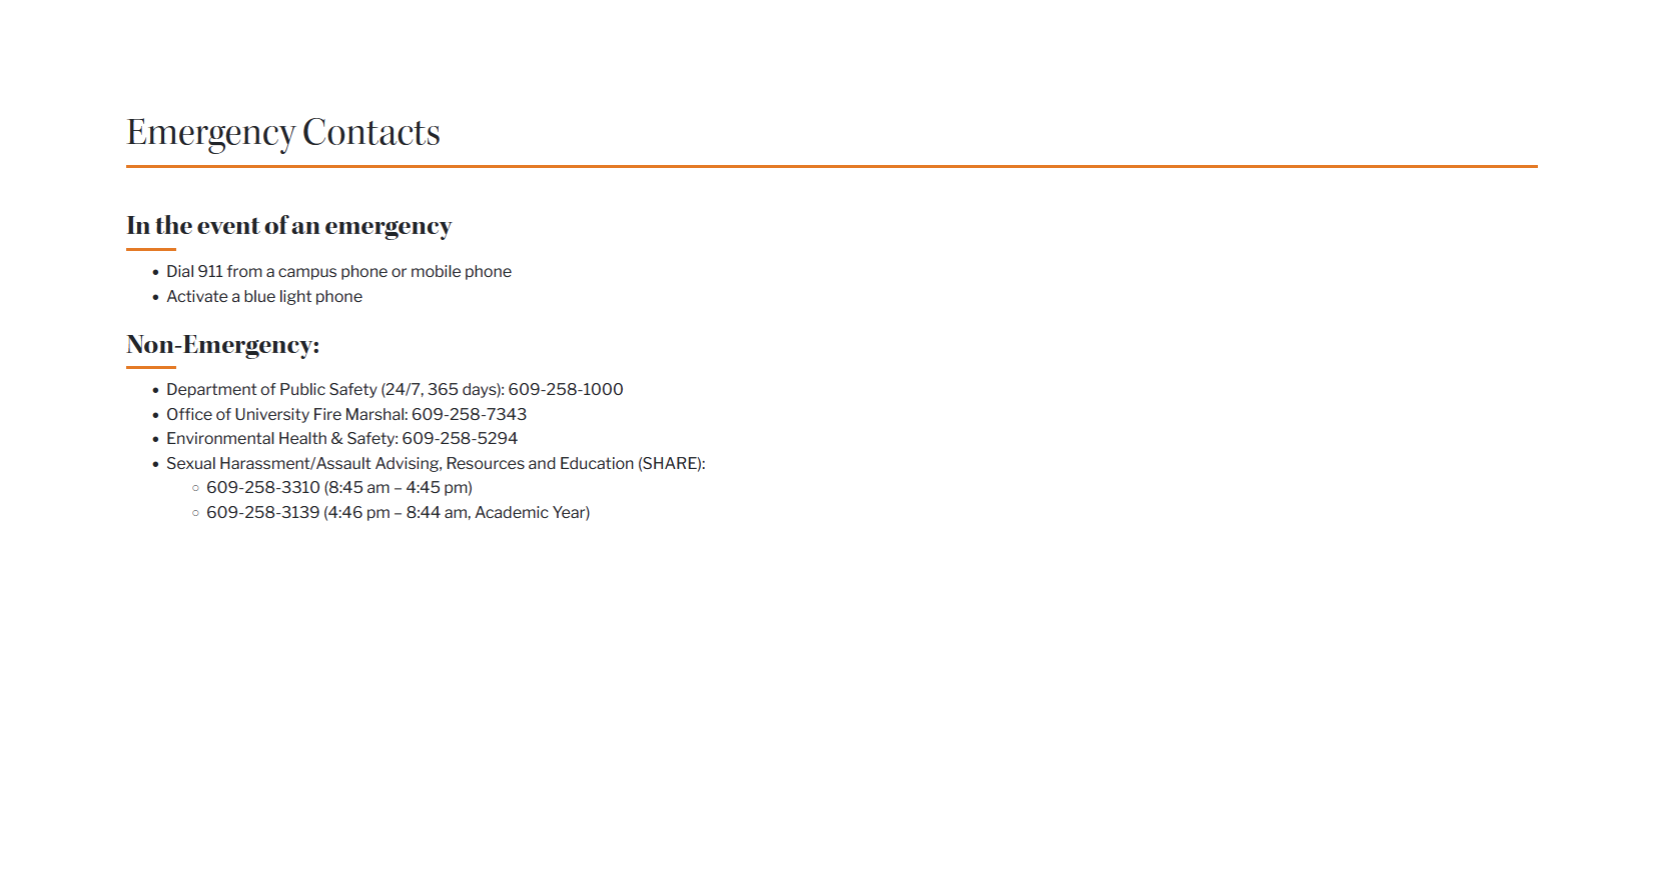 Emergency Contacts
In the event of an emergency
• Dial 911 from a campus phone or mobile phone
• Activate a blue light phone
Non-Emergency:
• Department of Public Safety (24/7, 365 days): 609-258-1000
• Office of University Fire Marshal: 609-258-7343
• Environmental Health & Safety: 609-258-5294
• Sexual Harassment/Assault Advising, Resources and Education (SHARE):
○ 609-258-3310 (8:45 am – 4:45 pm)
○ 609-258-3139 (4:46 pm – 8:44 am, Academic Year)